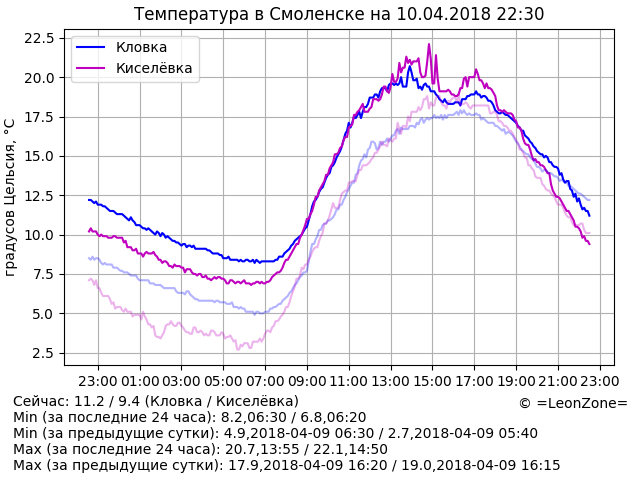 Температура в Смоленске на 10.04.2018 22:30
градусов Цельсия, °C
22.5
20.0
17.5
15.0
12.5
10.0
7.5
5.0
2.5
Кловка
Киселёвка
23:00 01:00 03:00 05:00 07:00 09:00 11:00 13:00 15:00 17:00 19:00 21:00 23:00
Сейчас: 11.2 / 9.4 (Кловка / Киселёвка)
© =LeonZone=
Min (за последние 24 часа): 8.2,06:30 / 6.8,06:20
Min (за предыдущие сутки): 4.9,2018-04-09 06:30 / 2.7,2018-04-09 05:40
Max (за последние 24 часа): 20.7,13:55 / 22.1,14:50
Max (за предыдущие сутки): 17.9,2018-04-09 16:20 / 19.0,2018-04-09 16:15